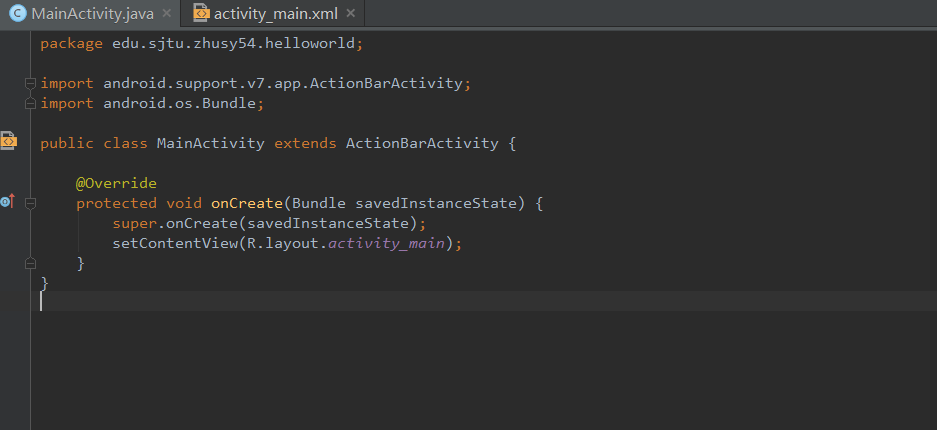 MainActivity.java × activity_main.xml ×
package edu.sjtu.zhusy54.helloworld;
import android.support.v7.app.ActionBarActivity;
import android.os.Bundle;
public class MainActivity extends ActionBarActivity {
@Override
protected void onCreate(Bundle savedInstanceState) {
super.onCreate(savedInstanceState);
setContentView(R.layout.activity_main);
}
}